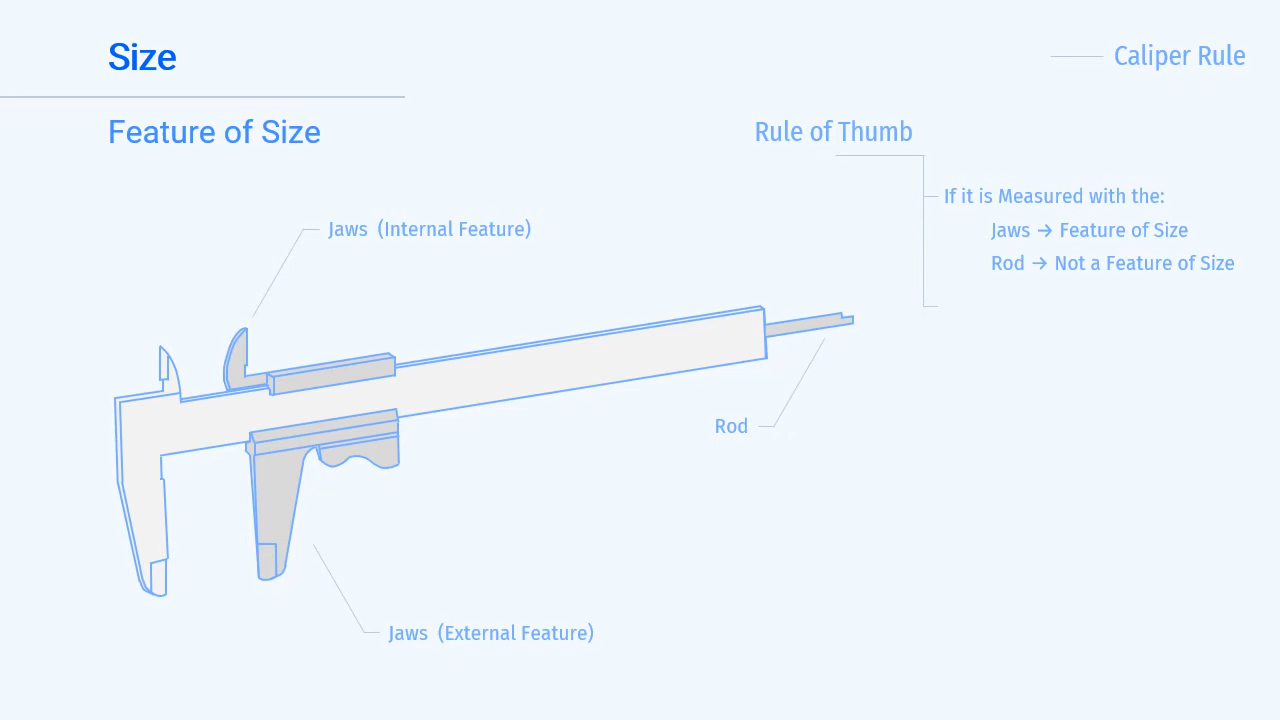 Size
Caliper Rule
Feature of Size
Rule of Thumb
If it is Measured with the:
Jaws → Feature of Size
Rod → Not a Feature of Size
Jaws (Internal Feature)
Rod
Jaws (External Feature)